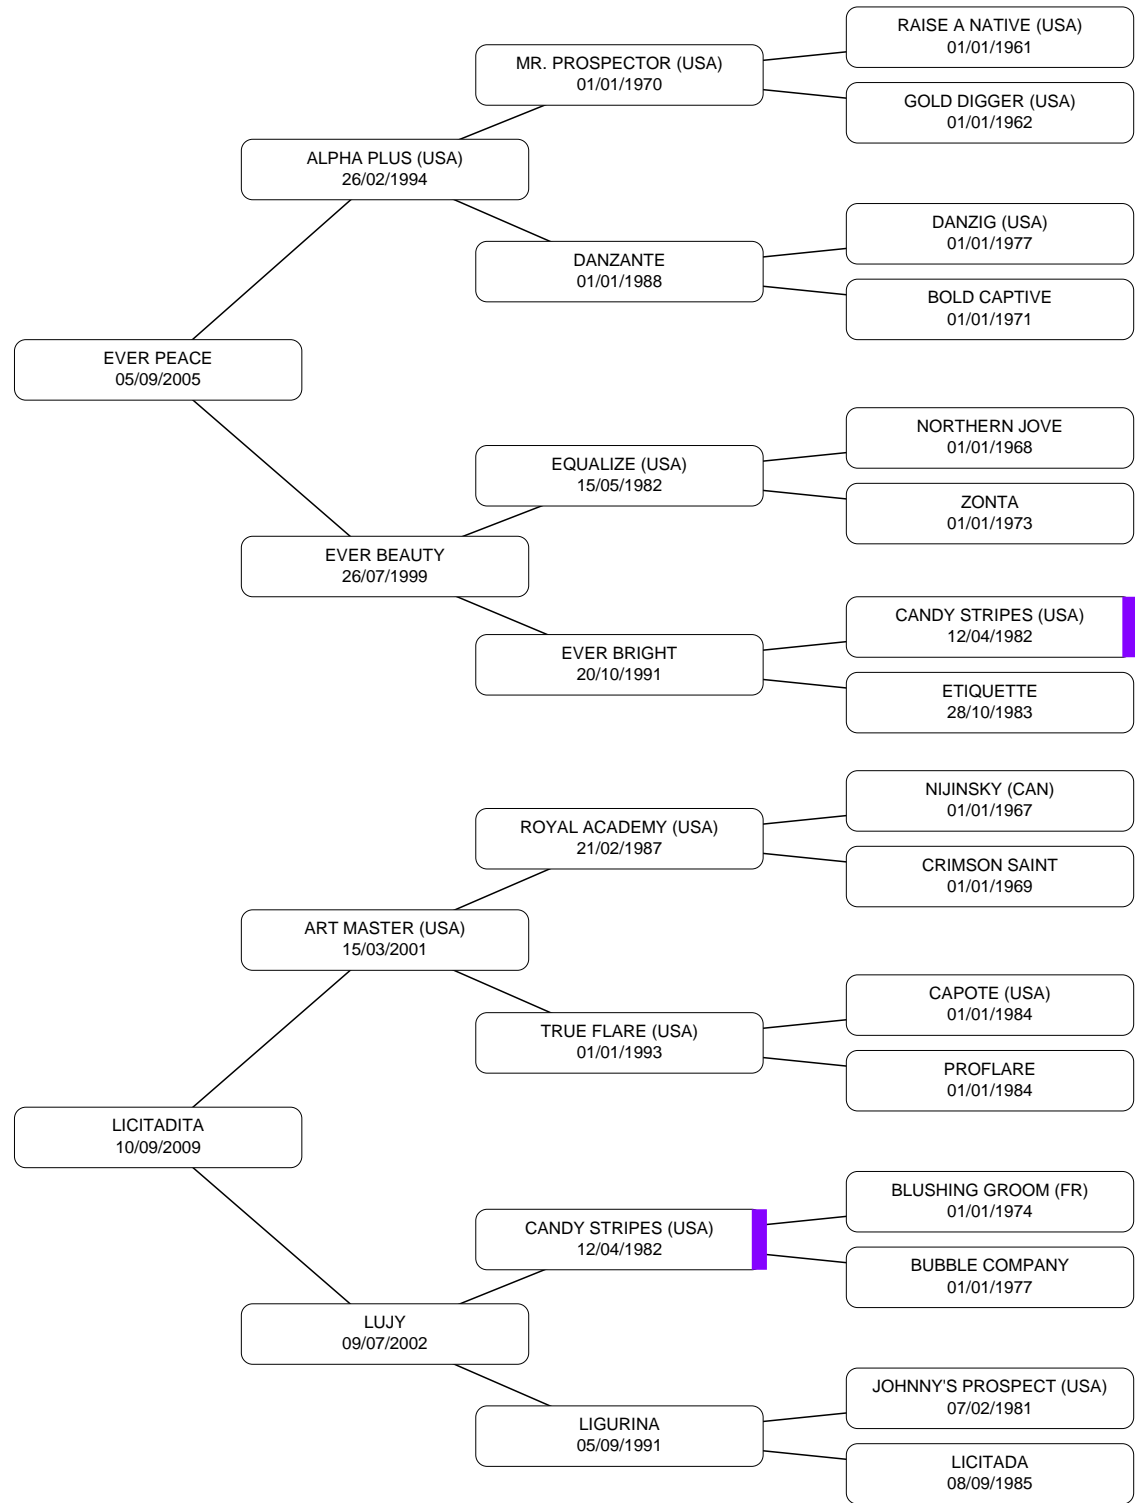 RAISE A NATIVE (USA)
01/01/1961
MR. PROSPECTOR (USA)
01/01/1970
GOLD DIGGER (USA)
01/01/1962
ALPHA PLUS (USA)
26/02/1994
DANZIG (USA)
01/01/1977
DANZANTE
01/01/1988
BOLD CAPTIVE
01/01/1971
EVER PEACE
05/09/2005
NORTHERN JOVE
01/01/1968
EQUALIZE (USA)
15/05/1982
ZONTA
01/01/1973
EVER BEAUTY
26/07/1999
CANDY STRIPES (USA)
12/04/1982
EVER BRIGHT
20/10/1991
ETIQUETTE
28/10/1983
NIJINSKY (CAN)
01/01/1967
ROYAL ACADEMY (USA)
21/02/1987
CRIMSON SAINT
01/01/1969
ART MASTER (USA)
15/03/2001
CAPOTE (USA)
01/01/1984
TRUE FLARE (USA)
01/01/1993
PROFLARE
01/01/1984
LICITADITA
10/09/2009
BLUSHING GROOM (FR)
01/01/1974
CANDY STRIPES (USA)
12/04/1982
BUBBLE COMPANY
01/01/1977
LUJY
09/07/2002
JOHNNY'S PROSPECT (USA)
07/02/1981
LIGURINA
05/09/1991
LICITADA
08/09/1985